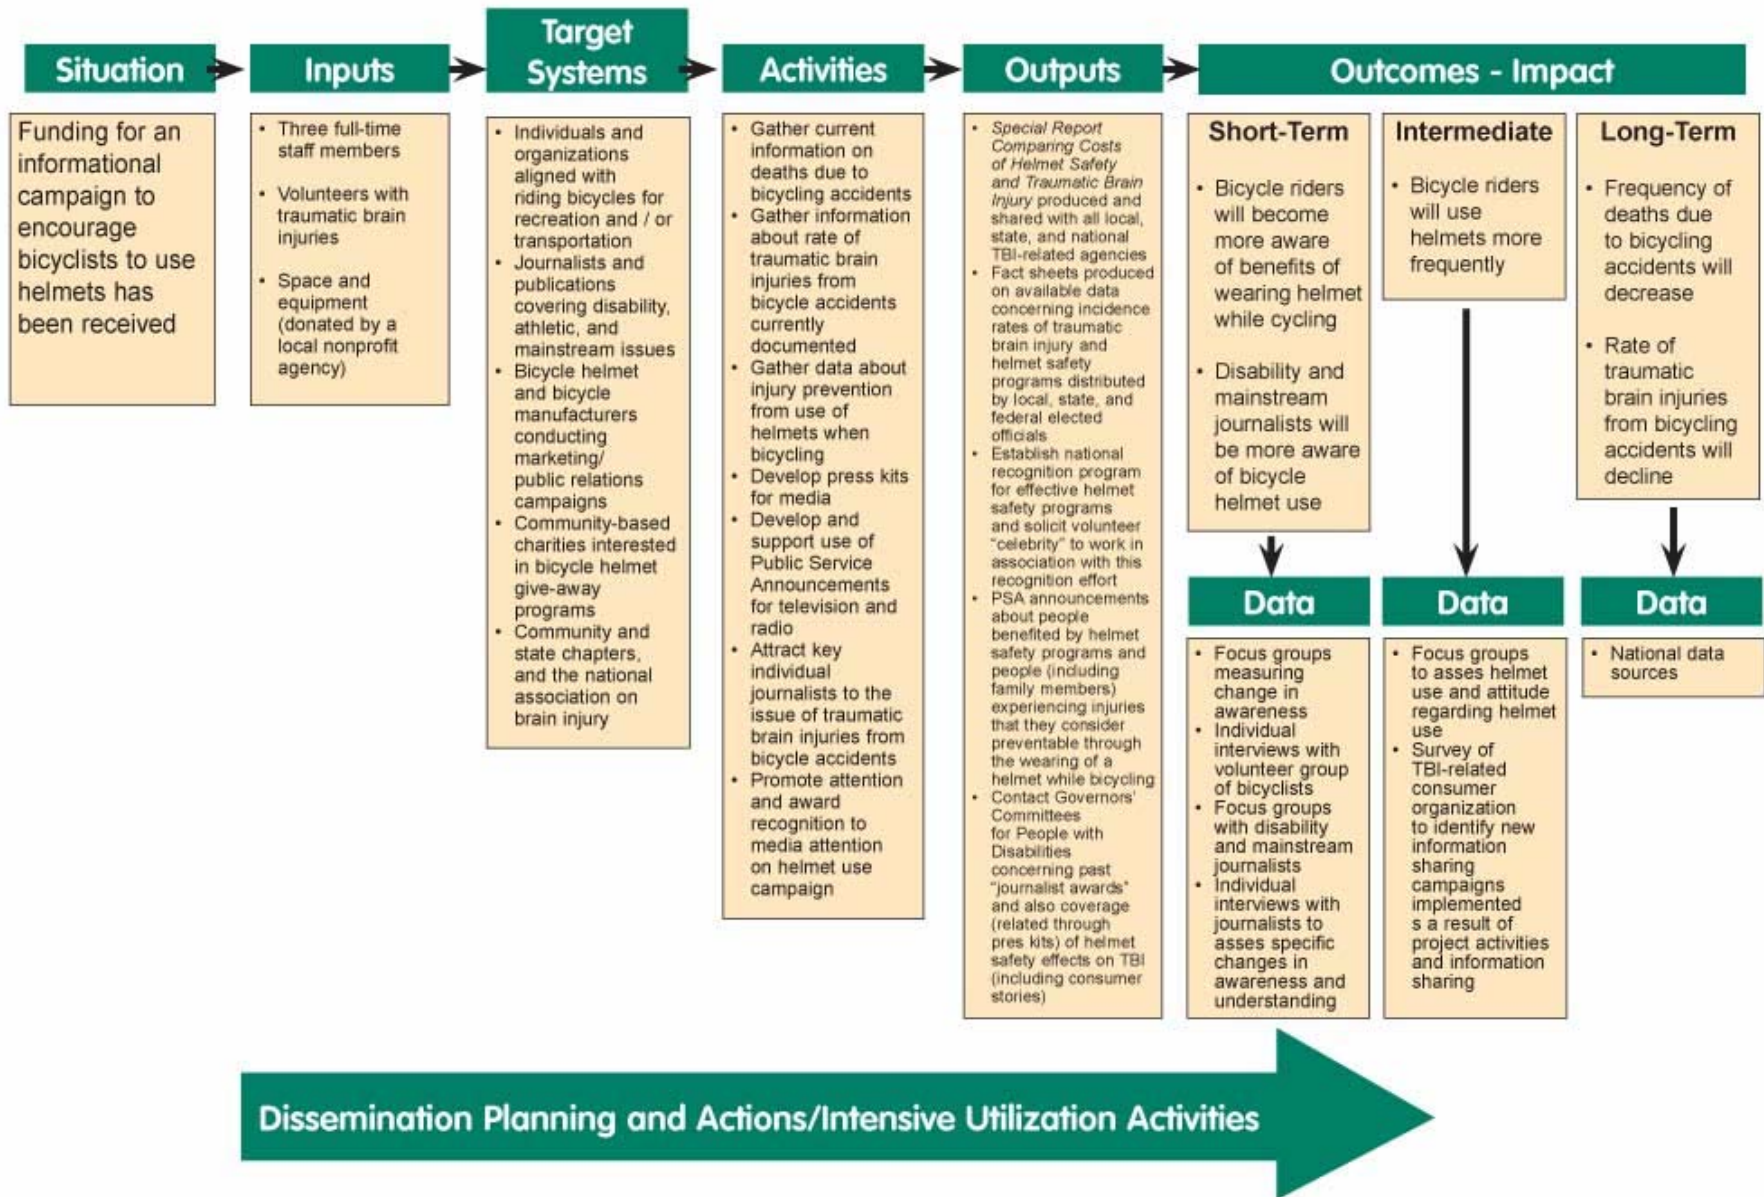 Situation
Inputs
Target
Systems
Activities
Outputs
Outcomes - Impact
Funding for an
informational
campaign to
encourage
bicyclists to use
helmets has
been received
• Three full-time
staff members
• Volunteers with
traumatic brain
injuries
• Space and
equipment
(donated by a
local nonprofit
agency)
• Individuals and
organizations
aligned with
riding bicycles for
recreation and / or
transportation
• Journalists and
publications
covering disability,
athletic, and
mainstream issues
• Bicycle helmet
and bicycle
manufacturers
conducting
marketing/
public relations
campaigns
• Community-based
charities interested
in bicycle helmet
give-away
programs
• Community and
state chapters,
and the national
association on
brain injury
• Gather current
information on
deaths due to
bicycling accidents
• Gather information
about rate of
traumatic brain
injuries from
bicycle accidents
currently
documented
• Gather data about
injury prevention
from use of
helmets when
bicycling
• Develop press kits
for media
• Develop and
support use of
Public Service
Announcements
for television and
radio
• Attract key
individual
journalists to the
issue of traumatic
brain injuries from
bicycle accidents
• Promote attention
and award
recognition to
media attention
on helmet use
campaign
• Special Report
Comparing Costs
of Helmet Safety
and Traumatic Brain
Injury produced and
shared with all local,
state, and national
TBI-related agencies
• Fact sheets produced
on available data
concerning incidence
rates of traumatic
brain injury and
helmet safety
programs distributed
by local, state, and
federal elected
officials
• Establish national
recognition program
for effective helmet
safety programs
and solicit volunteer
"celebrity" to work in
association with this
recognition effort
• PSA announcements
about people
benefited by helmet
safety programs and
people (including
family members)
experiencing injuries
that they consider
preventable through
the wearing of a
helmet while bicycling
• Contact Governors'
Committees
for People with
Disabilities
concerning past
"journalist awards"
and also coverage
(related through
pres kits) of helmet
safety effects on TBI
(including consumer
stories)
Short-Term
• Bicycle riders
will become
more aware
of benefits of
wearing helmet
while cycling
• Disability and
mainstream
journalists will
be more aware
of bicycle
helmet use
Intermediate
• Bicycle riders
will use
helmets more
frequently
Long-Term
• Frequency of
deaths due
to bicycling
accidents will
decrease
• Rate of
traumatic
brain injuries
from bicycling
accidents will
decline
Data
• Focus groups
measuring
change in
awareness
• Individual
interviews with
volunteer group
of bicyclists
• Focus groups
with disability
and mainstream
journalists
• Individual
interviews with
journalists to
asses specific
changes in
awareness and
understanding
Data
• Focus groups
to asses helmet
use and attitude
regarding helmet
use
• Survey of
TBI-related
consumer
organization
to identify new
information
sharing
campaigns
implemented
s a result of
project activities
and information
sharing
Data
• National data
sources
Dissemination Planning and Actions/Intensive Utilization Activities